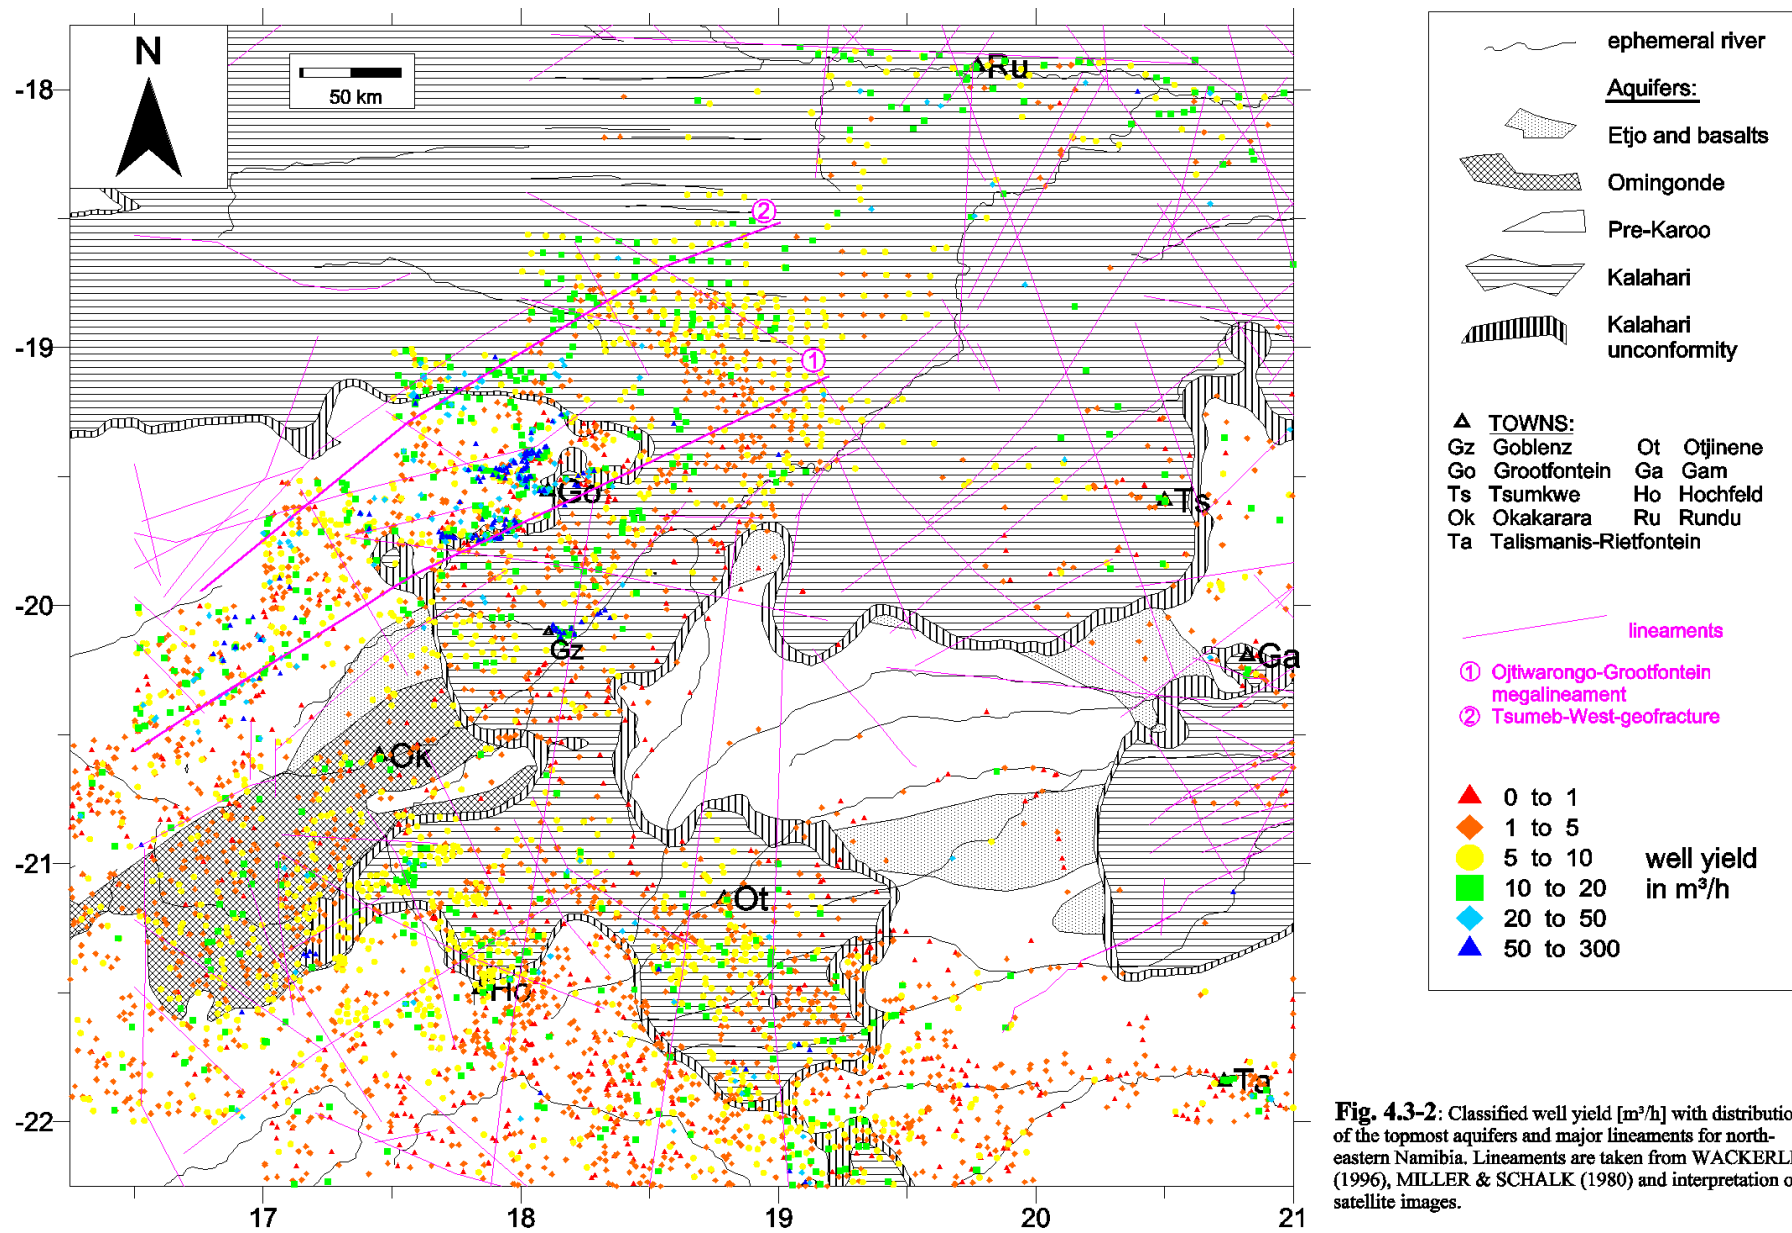 N
50 km
-18
-19
-20
-21
-22
17
18
19
20
21
Ru
2
1
Go
Ts
Gz
Ga
Ok
Ot
Ho
Ta
ephemeral river
Aquifers:
Etjo and basalts
Omingonde
Pre-Karoo
Kalahari
Kalahari
unconformity
TOWNS:
Gz Goblenz Ot Otjinene
Go Grootfontein Ga Gam
Ts Tsumkwe Ho Hochfeld
Ok Okakarara Ru Rundu
Ta Talismanis-Rietfontein
lineaments
1 Ojtiwarongo-Grootfontein
megalineament
2 Tsumeb-West-geofracture
0 to 1
1 to 5
5 to 10
10 to 20
20 to 50
50 to 300
well yield
in m³/h
Fig. 4.3-2: Classified well yield [m³/h] with distributio
of the topmost aquifers and major lineaments for north-
eastern Namibia. Lineaments are taken from WACKERLE
(1996), MILLER & SCHALK (1980) and interpretation o
satellite images.